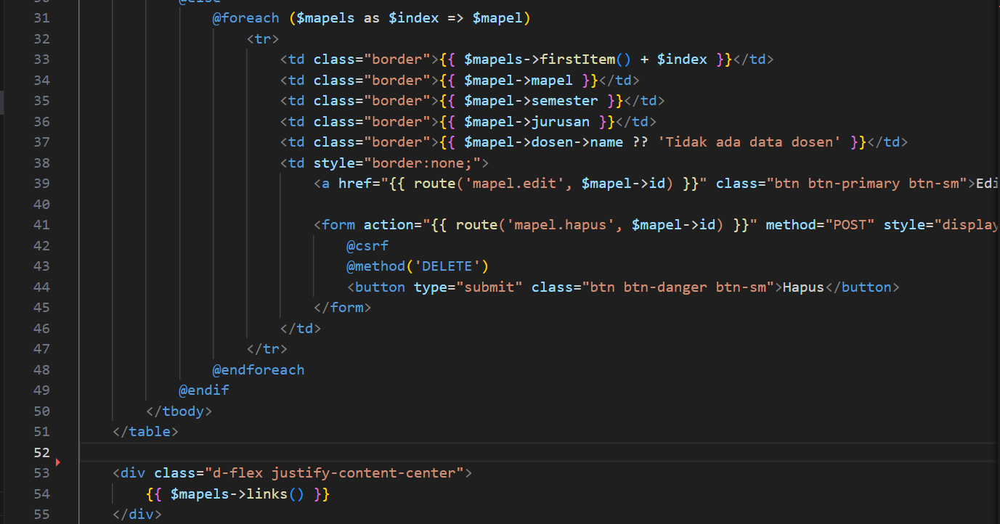 30 @else
31 @foreach ($mapels as $index => $mapel)
32 <tr>
33 <td class="border">{{ $mapels->firstItem() + $index }}</td>
34 <td class="border">{{ $mapel->mapel }}</td>
35 <td class="border">{{ $mapel->semester }}</td>
36 <td class="border">{{ $mapel->jurusan }}</td>
37 <td class="border">{{ $mapel->dosen->name ?? 'Tidak ada data dosen' }}</td>
38 <td style="border:none;">
39 <a href="{{ route('mapel.edit', $mapel->id) }}" class="btn btn-primary btn-sm">Edi
40
41 <form action="{{ route('mapel.hapus', $mapel->id) }}" method="POST" style="display
42 @csrf
43 @method('DELETE')
44 <button type="submit" class="btn btn-danger btn-sm">Hapus</button>
45 </form>
46 </td>
47 </tr>
48 @endforeach
49 @endif
50 </tbody>
51 </table>
52
53 <div class="d-flex justify-content-center">
54 {{ $mapels->links() }}
55 </div>